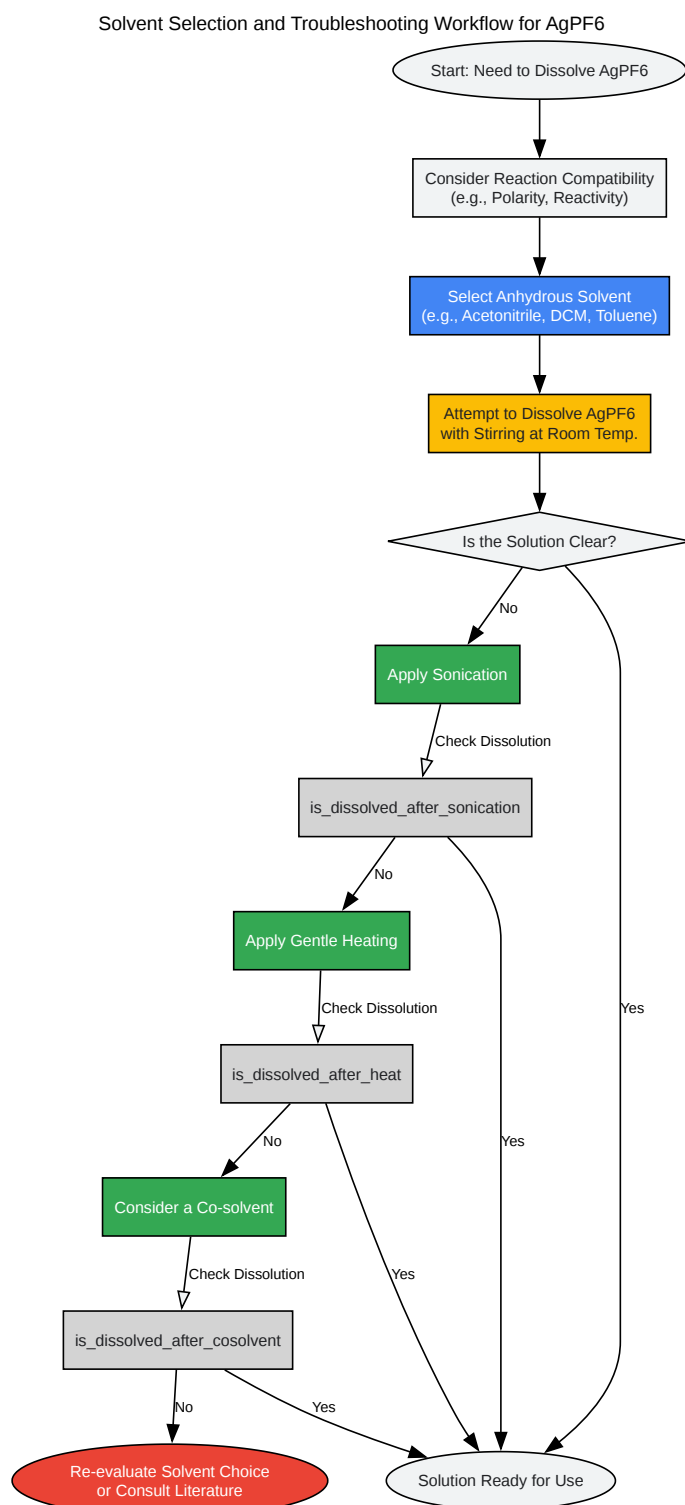 Solvent Selection and Troubleshooting Workflow for AgPF6
Start: Need to Dissolve AgPF6
Consider Reaction Compatibility
(e.g., Polarity, Reactivity)
Select Anhydrous Solvent
(e.g., Acetonitrile, DCM, Toluene)
Attempt to Dissolve AgPF6
with Stirring at Room Temp.
Is the Solution Clear?
No
Apply Sonication
Check Dissolution
is_dissolved_after_sonication
No
Apply Gentle Heating
Check Dissolution
Yes
is_dissolved_after_heat
No
Yes
Consider a Co-solvent
Check Dissolution
Yes
is_dissolved_after_cosolvent
No
Yes
Re-evaluate Solvent Choice
or Consult Literature
Solution Ready for Use